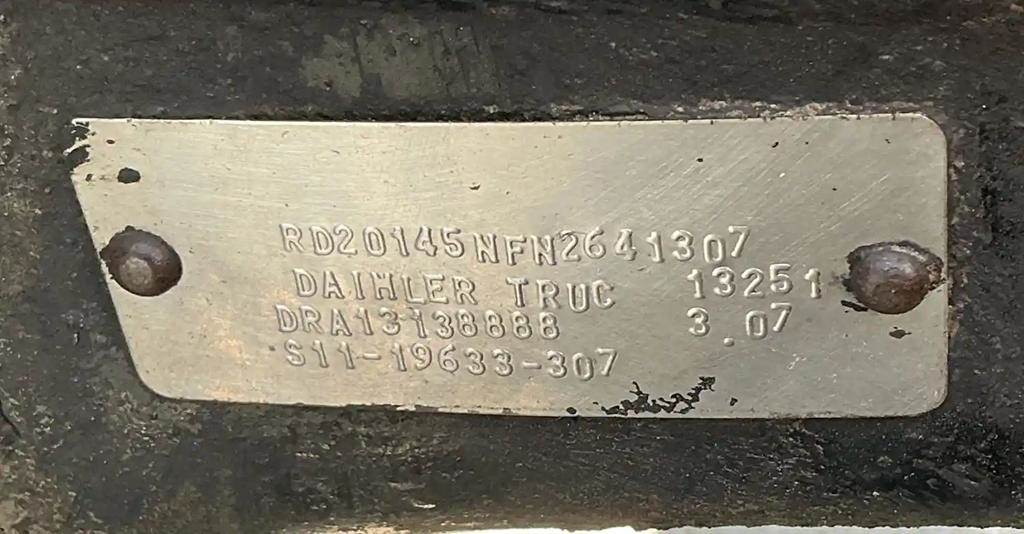 RD20145NFN2641307
DAIHLER TRUC 13251
DRA13138888 3.07
S11-19633-307